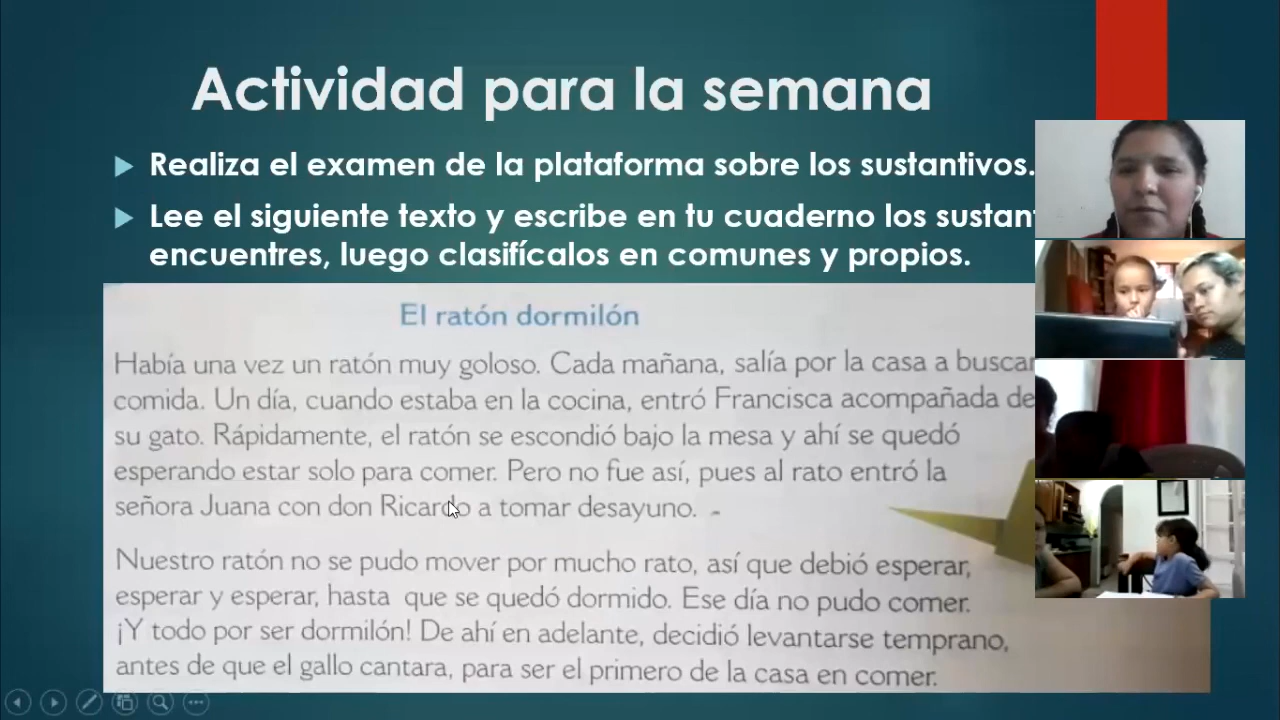 Actividad para la semana
Realiza el examen de la plataforma sobre los sustantivos.
Lee el siguiente texto y escribe en tu cuaderno los
encuentres, luego clasifícalos en comunes y propios.
El ratón dormilón
Había una vez un ratón muy goloso. Cada mañana, salía por la casa a buscar
comida. Un día, cuando estaba en la cocina, entró Francisca acompañada de
su gato. Rápidamente, el ratón se escondió bajo la mesa y ahí se quedó
esperando estar solo para comer. Pero no fue así, pues al rato entró la
señora Juana con don Ricardo a tomar desayuno.
Nuestro ratón no se pudo mover por mucho rato, así que debió esperar,
esperar y esperar, hasta que se quedó dormido. Ese día no pudo comer.
¡Y todo por ser dormilón! De ahí en adelante, decidió levantarse temprano,
antes de que el gallo cantara, para ser el primero de la casa en comer.